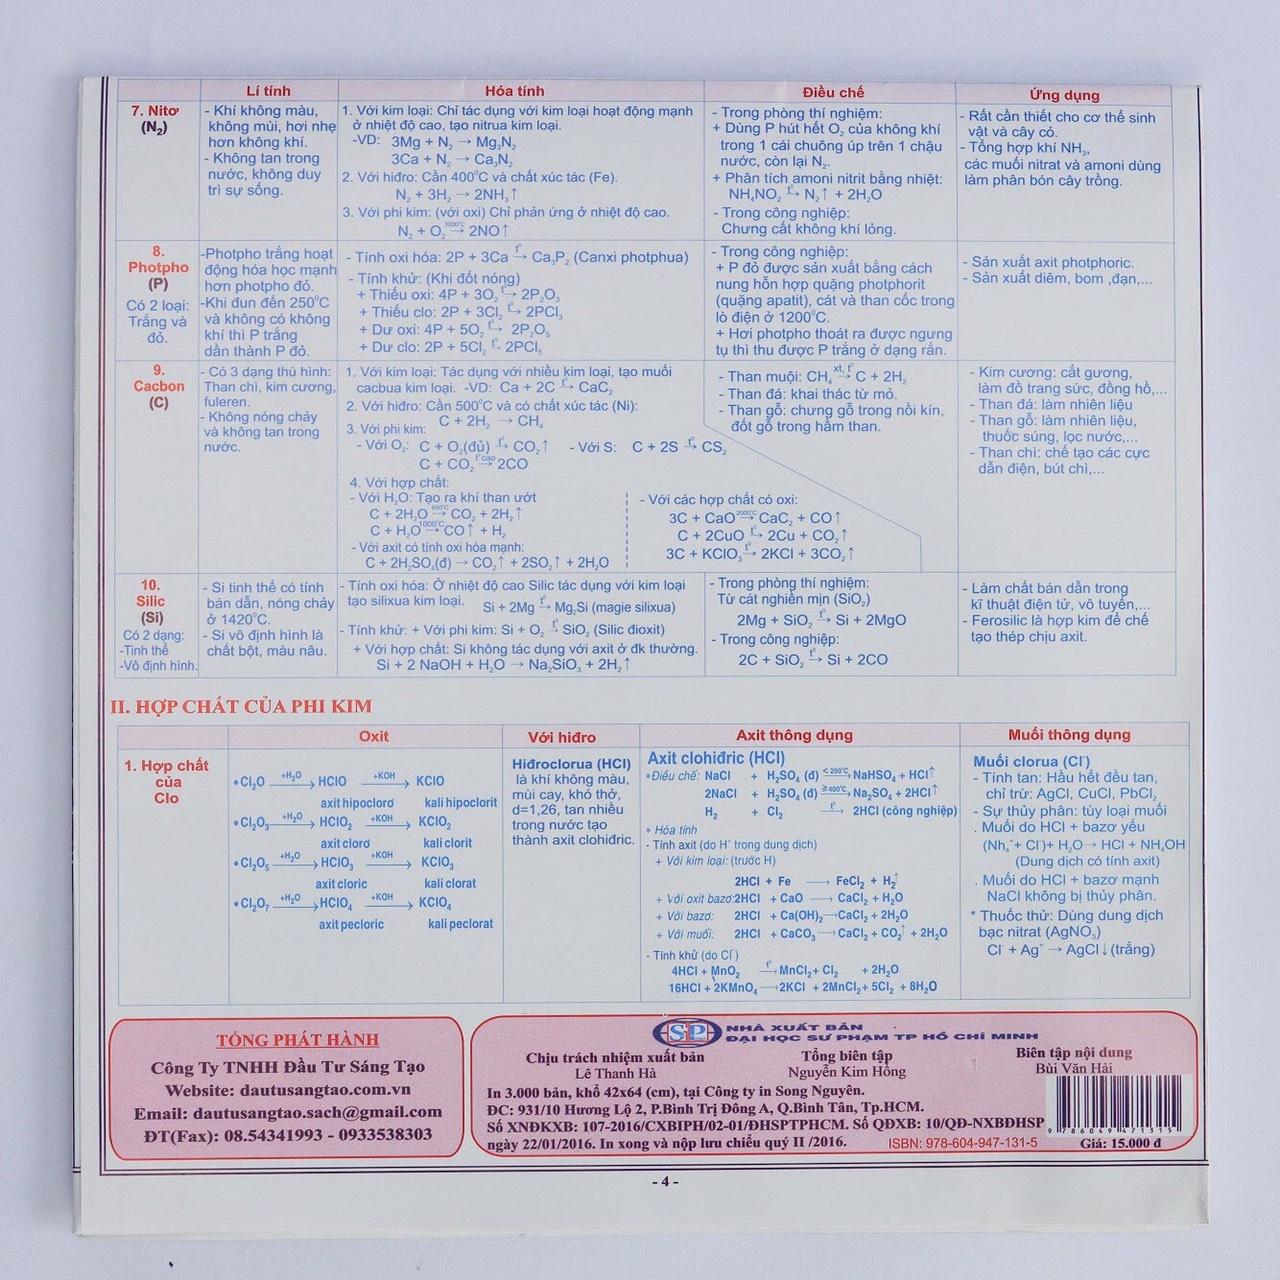 Lí tính
Hóa tính
Điều chế
Ứng dụng
7. Nitơ
(N₂)
- Khí không màu,
không mùi, hơi nhẹ
hơn không khí.
- Không tan trong
nước, không duy
trì sự sống.
1. Với kim loại: Chỉ tác dụng với kim loại hoạt động mạnh
ở nhiệt độ cao, tạo nitrua kim loại.
-VD: 3Mg + N₂ → Mg₃N₂
3Ca + N₂ → Ca₃N₂
2. Với hiđro: Cần 400°C và chất xúc tác (Fe).
N₂ + 3H₂ → 2NH₃↑
3. Với phi kim: (với oxi) Chỉ phản ứng ở nhiệt độ cao.
N₂ + O₂ →(3000°C) 2NO↑
- Trong phòng thí nghiệm:
+ Dùng P hút hết O₂ của không khí
trong 1 cái chuông úp trên 1 chậu
nước, còn lại N₂.
+ Phân tích amoni nitrit bằng nhiệt:
NH₄NO₂ →(t°) N₂↑ + 2H₂O
- Trong công nghiệp:
Chưng cất không khí lỏng.
- Rất cần thiết cho cơ thể sinh
vật và cây cỏ.
- Tổng hợp khí NH₃,
các muối nitrat và amoni dùng
làm phân bón cây trồng.
8.
Photpho
(P)
Có 2 loại:
Trắng và
đỏ.
-Photpho trắng hoạt
động hóa học mạnh
hơn photpho đỏ.
-Khi đun đến 250°C
và không có không
khí thì P trắng
dần thành P đỏ.
- Tính oxi hóa: 2P + 3Ca →(t°) Ca₃P₂ (Canxi photphua)
- Tính khử: (Khi đốt nóng)
+ Thiếu oxi: 4P + 3O₂ →(t°) 2P₂O₃
+ Thiếu clo: 2P + 3Cl₂ →(t°) 2PCl₃
+ Dư oxi: 4P + 5O₂ →(t°) 2P₂O₅
+ Dư clo: 2P + 5Cl₂ →(t°) 2PCl₅
- Trong công nghiệp:
+ P đỏ được sản xuất bằng cách
nung hỗn hợp quặng photphorit
(quặng apatit), cát và than cốc trong
lò điện ở 1200°C.
+ Hơi photpho thoát ra được ngưng
tụ thì thu được P trắng ở dạng rắn.
- Sản xuất axit photphoric.
- Sản xuất diêm, bom ,đạn,...
9.
Cacbon
(C)
- Có 3 dạng thù hình:
Than chì, kim cương,
fuleren.
- Không nóng chảy
và không tan trong
nước.
1. Với kim loại: Tác dụng với nhiều kim loại, tạo muối
cacbua kim loại. -VD: Ca + 2C →(t°) CaC₂
2. Với hiđro: Cần 500°C và có chất xúc tác (Ni):
C + 2H₂ → CH₄
3. Với phi kim:
- Với O₂: C + O₂(đủ) →(t°) CO₂↑ - Với S: C + 2S →(t°) CS₂
C + CO₂ →(t°cao) 2CO
4. Với hợp chất:
- Với H₂O: Tạo ra khí than ướt
C + 2H₂O →(650°C) CO₂ + 2H₂↑
C + H₂O →(1000°C) CO↑ + H₂
- Với axit có tính oxi hóa mạnh:
C + 2H₂SO₄(đ) → CO₂↑ + 2SO₂↑ + 2H₂O
- Với các hợp chất có oxi:
3C + CaO →(2000°C) CaC₂ + CO↑
C + 2CuO →(t°) 2Cu + CO₂↑
3C + KClO₃ →(t°) 2KCl + 3CO₂↑
- Than muội: CH₄ →(xt, t°) C + 2H₂
- Than đá: khai thác từ mỏ.
- Than gỗ: chưng gỗ trong nồi kín,
đốt gỗ trong hầm than.
- Kim cương: cắt gương,
làm đồ trang sức, đồng hồ,...
- Than đá: làm nhiên liệu
- Than gỗ: làm nhiên liệu,
thuốc súng, lọc nước,...
- Than chì: chế tạo các cực
dẫn điện, bút chì,...
10.
Silic
(Si)
Có 2 dạng:
-Tinh thể
-Vô định hình.
- Si tinh thể có tính
bán dẫn, nóng chảy
ở 1420°C.
- Si vô định hình là
chất bột, màu nâu.
- Tính oxi hóa: Ở nhiệt độ cao Silic tác dụng với kim loại
tạo silixua kim loại. Si + 2Mg →(t°) Mg₂Si (magie silixua)
- Tính khử: + Với phi kim: Si + O₂ →(t°) SiO₂ (Silic đioxit)
+ Với hợp chất: Si không tác dụng với axit ở đk thường.
Si + 2 NaOH + H₂O → Na₂SiO₃ + 2H₂↑
- Trong phòng thí nghiệm:
Từ cát nghiền mịn (SiO₂)
2Mg + SiO₂ →(t°) Si + 2MgO
- Trong công nghiệp:
2C + SiO₂ →(t°) Si + 2CO
- Làm chất bán dẫn trong
kĩ thuật điện tử, vô tuyến,...
- Ferosilic là hợp kim để chế
tạo thép chịu axit.
II. HỢP CHẤT CỦA PHI KIM
Oxit
Với hiđro
Axit thông dụng
Muối thông dụng
1. Hợp chất
của
Clo
•Cl₂O →(+H₂O) HClO →(+KOH) KClO
axit hipoclorơ kali hipoclorit
•Cl₂O₃ →(+H₂O) HClO₂ →(+KOH) KClO₂
axit clorơ kali clorit
•Cl₂O₅ →(+H₂O) HClO₃ →(+KOH) KClO₃
axit cloric kali clorat
•Cl₂O₇ →(+H₂O) HClO₄ →(+KOH) KClO₄
axit pecloric kali peclorat
Hiđroclorua (HCl)
là khí không màu,
mùi cay, khó thở,
d=1,26, tan nhiều
trong nước tạo
thành axit clohiđric.
Axit clohiđric (HCl)
•Điều chế: NaCl + H₂SO₄ (đ) →(<250°C) NaHSO₄ + HCl↑
2NaCl + H₂SO₄ (đ) →(≥400°C) Na₂SO₄ + 2HCl↑
H₂ + Cl₂ →(t°) 2HCl (công nghiệp)
• Hóa tính
- Tính axit (do H⁺ trong dung dịch)
+ Với kim loại: (trước H)
2HCl + Fe → FeCl₂ + H₂↑
+ Với oxit bazơ: 2HCl + CaO → CaCl₂ + H₂O
+ Với bazơ: 2HCl + Ca(OH)₂ → CaCl₂ + 2H₂O
+ Với muối: 2HCl + CaCO₃ → CaCl₂ + CO₂↑ + 2H₂O
- Tính khử (do Cl⁻)
4HCl + MnO₂ →(t°) MnCl₂ + Cl₂ + 2H₂O
16HCl + 2KMnO₄ → 2KCl + 2MnCl₂ + 5Cl₂ + 8H₂O
Muối clorua (Cl⁻)
- Tính tan: Hầu hết đều tan,
chỉ trừ: AgCl, CuCl, PbCl₂
- Sự thủy phân: tùy loại muối
. Muối do HCl + bazơ yếu
(Nh₄⁺+ Cl⁻)+ H₂O → HCl + NH₄OH
(Dung dịch có tính axit)
. Muối do HCl + bazơ mạnh
NaCl không bị thủy phân.
* Thuốc thử: Dùng dung dịch
bạc nitrat (AgNO₃)
Cl⁻ + Ag⁺ → AgCl↓(trắng)
TỔNG PHÁT HÀNH
Công Ty TNHH Đầu Tư Sáng Tạo
Website: dautusangtao.com.vn
Email: dautusangtao.sach@gmail.com
ĐT(Fax): 08.54341993 - 0933538303
SP
NHÀ XUẤT BẢN
ĐẠI HỌC SƯ PHẠM TP HỒ CHÍ MINH
Chịu trách nhiệm xuất bản
Lê Thanh Hà
Tổng biên tập
Nguyễn Kim Hồng
Biên tập nội dung
Bùi Văn Hải
In 3.000 bản, khổ 42x64 (cm), tại Công ty in Song Nguyên.
ĐC: 931/10 Hương Lộ 2, P.Bình Trị Đông A, Q.Bình Tân, Tp.HCM.
Số XNĐKXB: 107-2016/CXBIPH/02-01/ĐHSPTPHCM. Số QĐXB: 10/QĐ-NXBĐHSP
ngày 22/01/2016. In xong và nộp lưu chiểu quý II /2016.
ISBN: 978-604-947-131-5
9 786049 471315
Giá: 15.000 đ
- 4 -